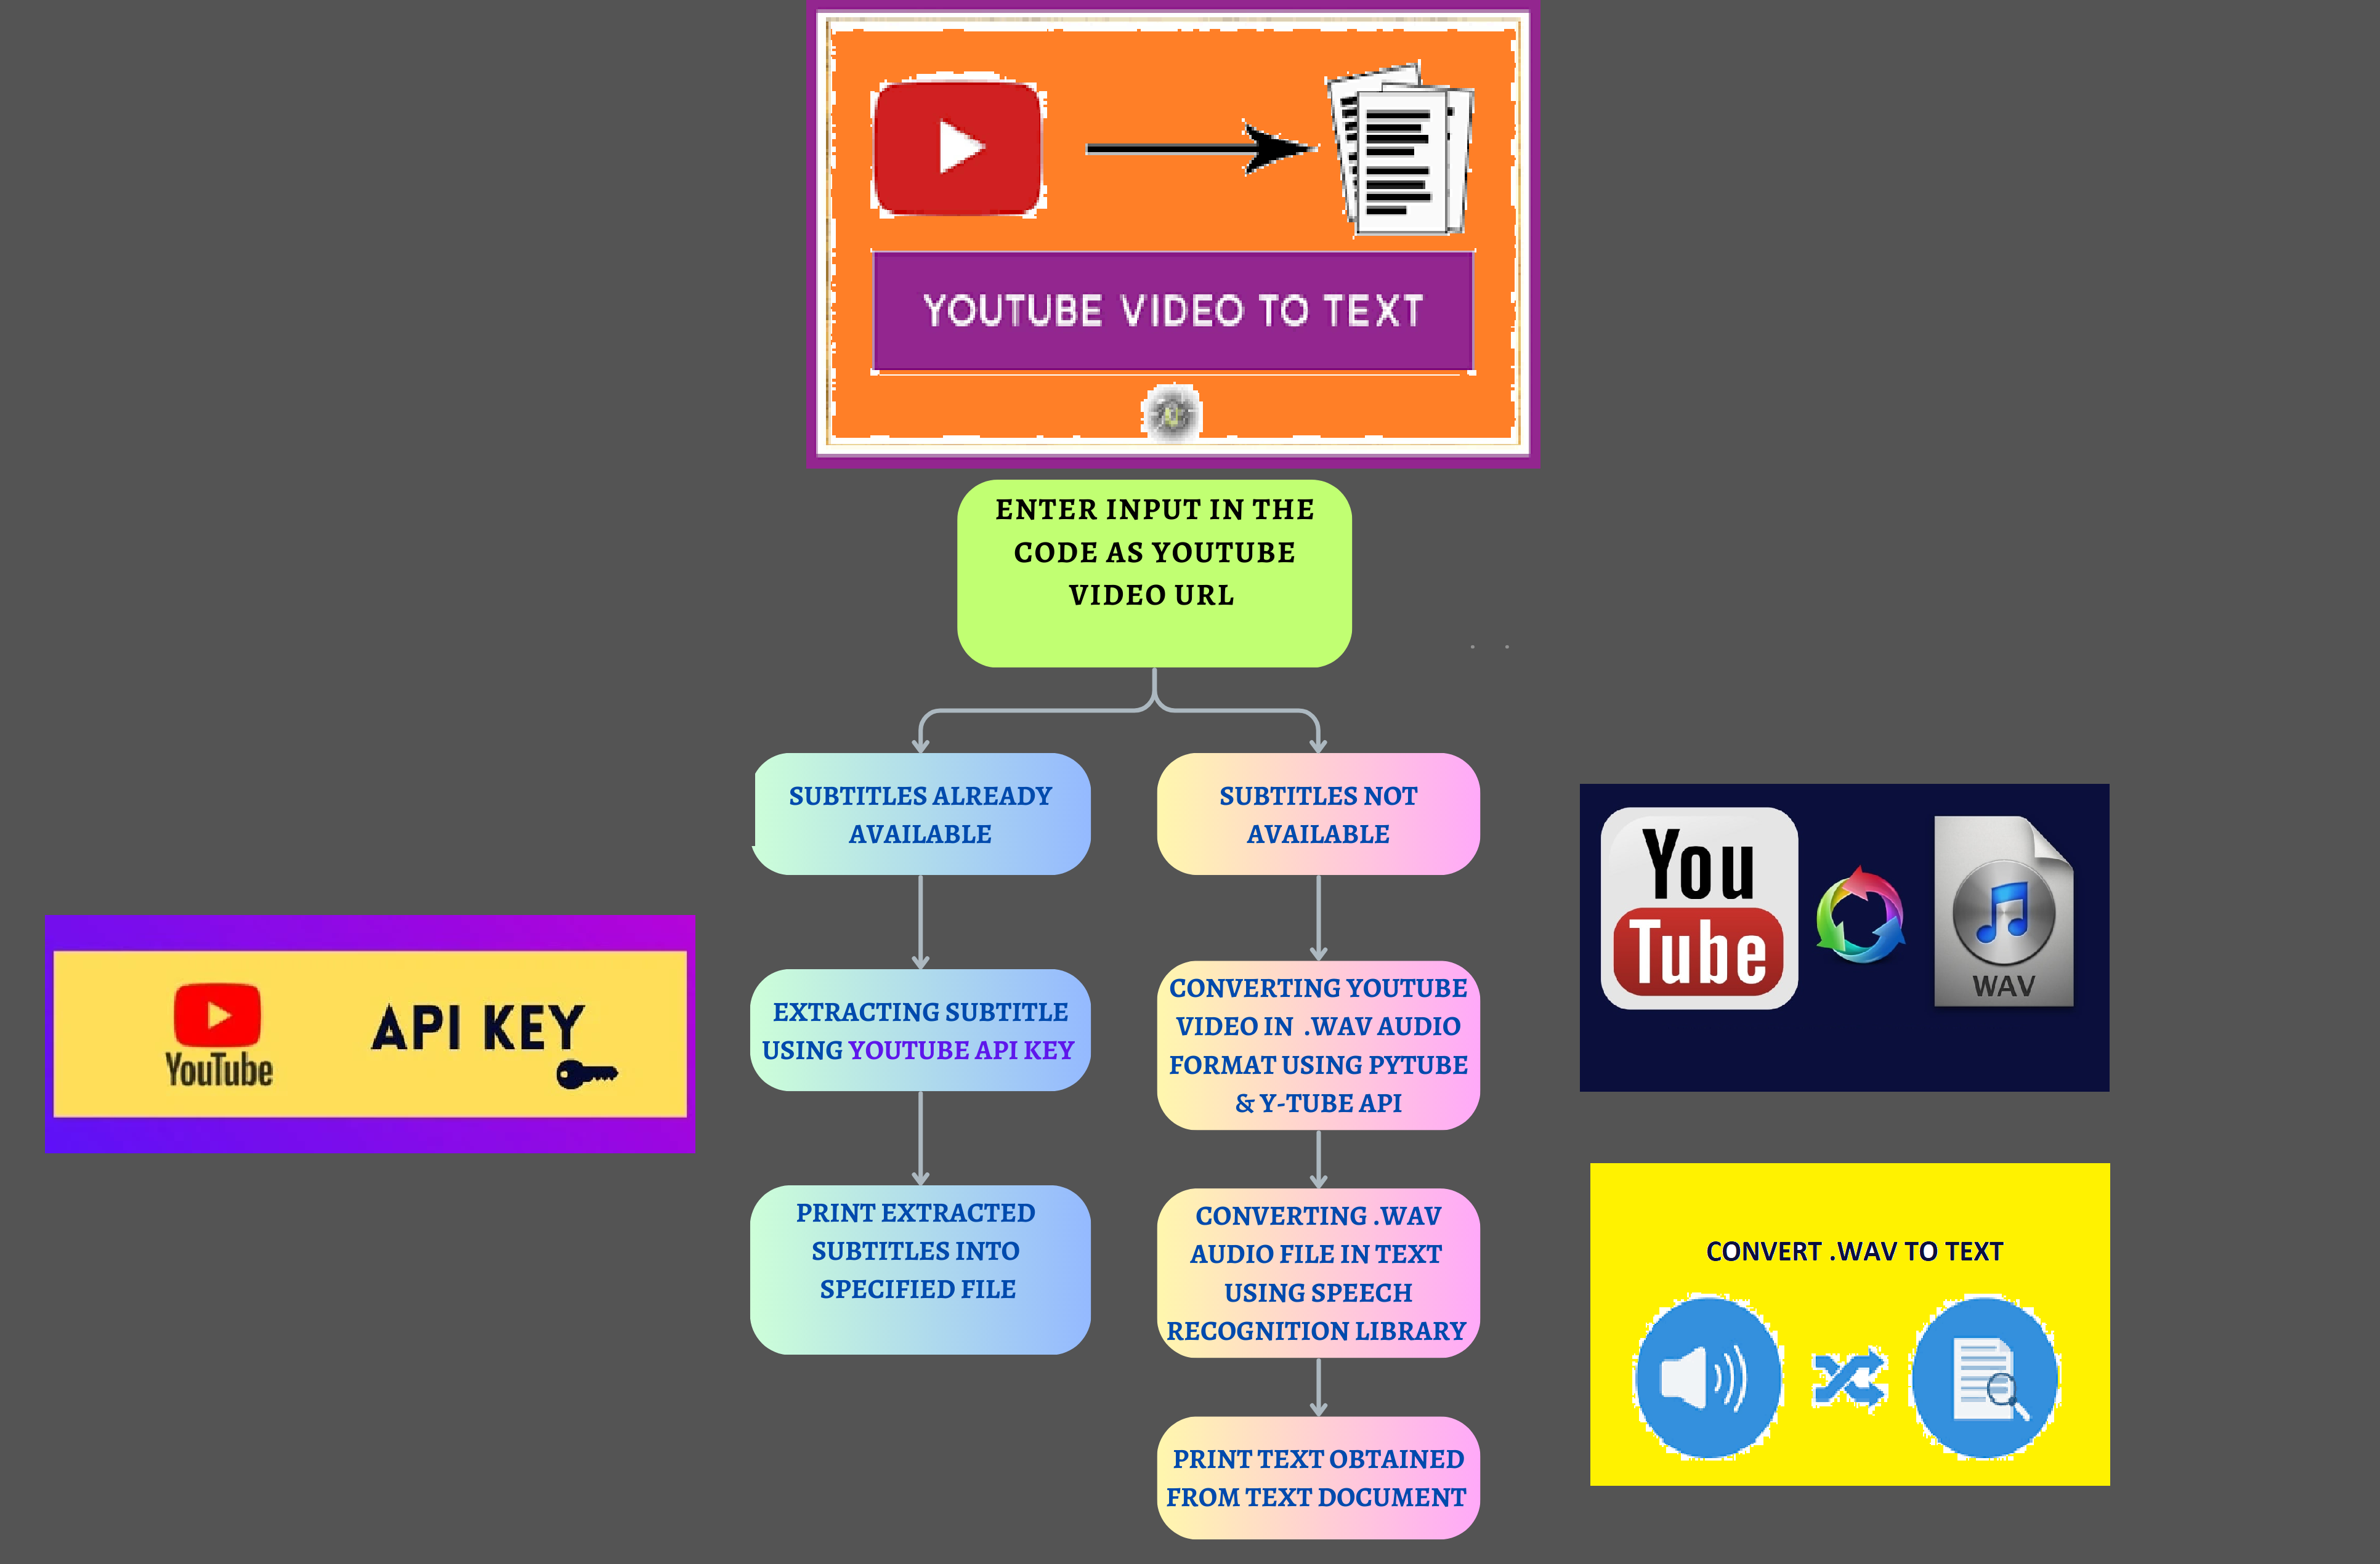 YOUTUBE VIDEO TO TEXT
ENTER INPUT IN THE
CODE AS YOUTUBE
VIDEO URL
SUBTITLES ALREADY
AVAILABLE
SUBTITLES NOT
AVAILABLE
EXTRACTING SUBTITLE
USING YOUTUBE API KEY
CONVERTING YOUTUBE
VIDEO IN .WAV AUDIO
FORMAT USING PYTUBE
& Y-TUBE API
PRINT EXTRACTED
SUBTITLES INTO
SPECIFIED FILE
CONVERTING .WAV
AUDIO FILE IN TEXT
USING SPEECH
RECOGNITION LIBRARY
PRINT TEXT OBTAINED
FROM TEXT DOCUMENT
YouTube
API KEY
You
Tube
WAV
CONVERT .WAV TO TEXT